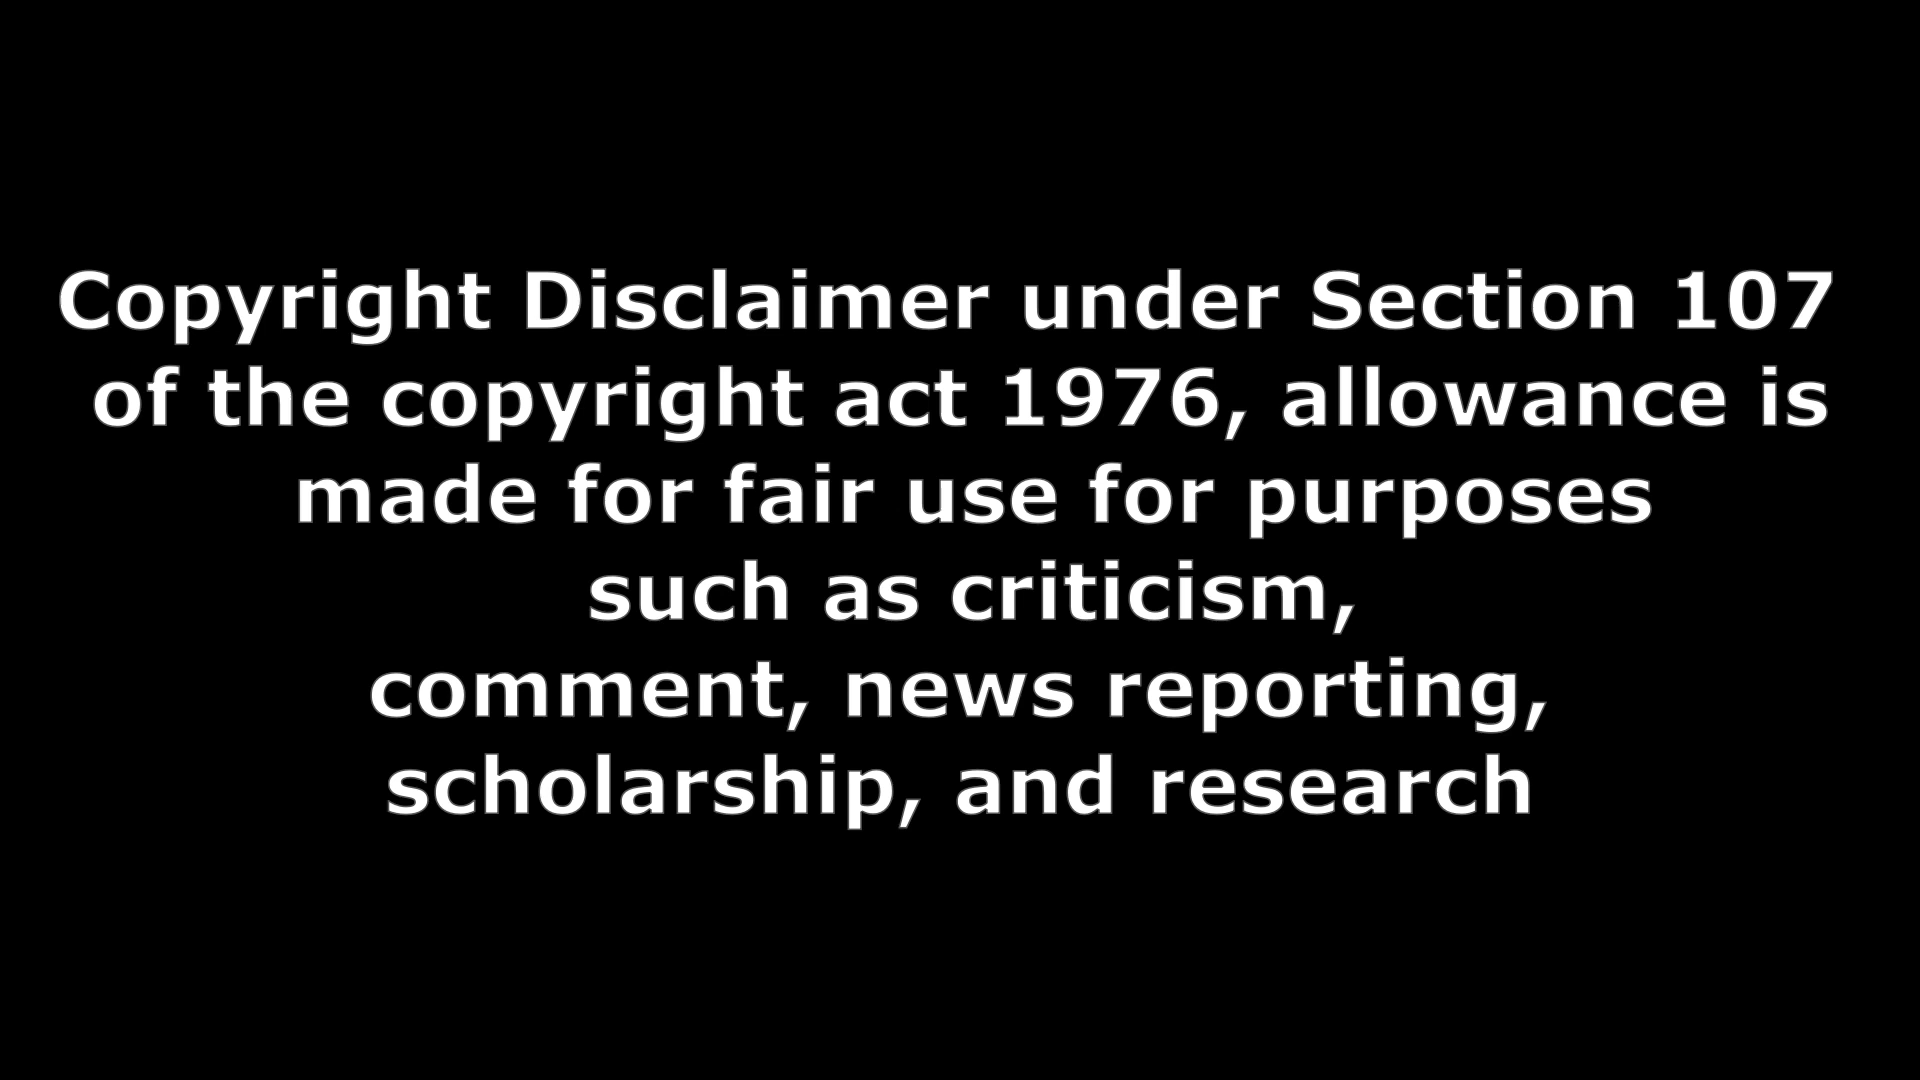 Copyright Disclaimer under Section 107
of the copyright act 1976, allowance is
made for fair use for purposes
such as criticism,
comment, news reporting,
scholarship, and research